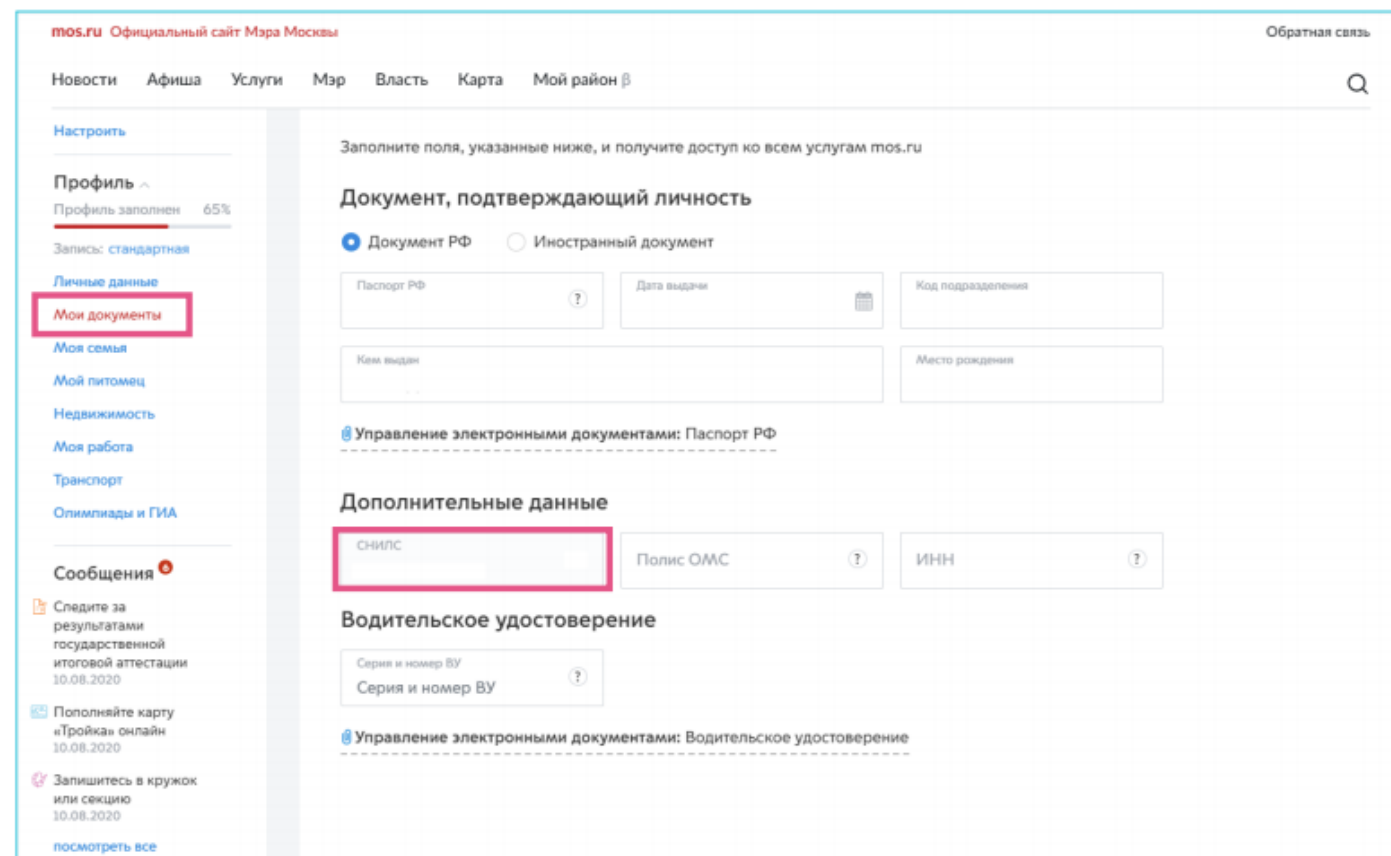 mos.ru Официальный сайт Мэра Москвы
Обратная связь
Новости Афиша Услуги Мэр Власть Карта Мой район β
Настроить
Профиль
Профиль заполнен 65%
Запись: стандартная
Личные данные
Мои документы
Моя семья
Мой питомец
Недвижимость
Моя работа
Транспорт
Олимпиады и ГИА
Сообщения 6
Следите за
результатами
государственной
итоговой аттестации
10.08.2020
Пополняйте карту
«Тройка» онлайн
10.08.2020
Запишитесь в кружок
или секцию
10.08.2020
посмотреть все
Заполните поля, указанные ниже, и получите доступ ко всем услугам mos.ru
Документ, подтверждающий личность
Документ РФ Иностранный документ
Паспорт РФ ? Дата выдачи Код подразделения
Кем выдан Место рождения
Управление электронными документами: Паспорт РФ
Дополнительные данные
СНИЛС Полис ОМС ? ИНН ?
Водительское удостоверение
Серия и номер ВУ
Серия и номер ВУ ?
Управление электронными документами: Водительское удостоверение